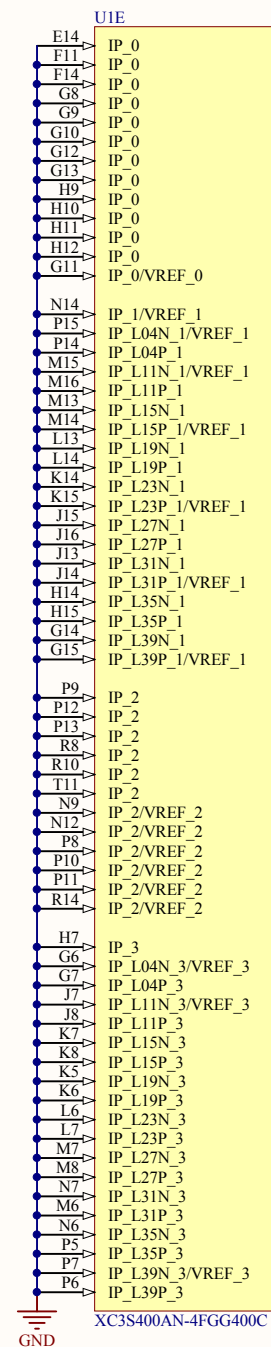 U1E
E14 IP_0
F11 IP_0
F14 IP_0
G8 IP_0
G9 IP_0
G10 IP_0
G12 IP_0
G13 IP_0
H9 IP_0
H10 IP_0
H11 IP_0
H12 IP_0
G11 IP_0/VREF_0
N14 IP_1/VREF_1
P15 IP_L04N_1/VREF_1
P14 IP_L04P_1
M15 IP_L11N_1/VREF_1
M16 IP_L11P_1
M13 IP_L15N_1
M14 IP_L15P_1/VREF_1
L13 IP_L19N_1
L14 IP_L19P_1
K14 IP_L23N_1
K15 IP_L23P_1/VREF_1
J15 IP_L27N_1
J16 IP_L27P_1
J13 IP_L31N_1
J14 IP_L31P_1/VREF_1
H14 IP_L35N_1
H15 IP_L35P_1
G14 IP_L39N_1
G15 IP_L39P_1/VREF_1
P9 IP_2
P12 IP_2
P13 IP_2
R8 IP_2
R10 IP_2
T11 IP_2
N9 IP_2/VREF_2
N12 IP_2/VREF_2
P8 IP_2/VREF_2
P10 IP_2/VREF_2
P11 IP_2/VREF_2
R14 IP_2/VREF_2
H7 IP_3
G6 IP_L04N_3/VREF_3
G7 IP_L04P_3
J7 IP_L11N_3/VREF_3
J8 IP_L11P_3
K7 IP_L15N_3
K8 IP_L15P_3
K5 IP_L19N_3
K6 IP_L19P_3
L6 IP_L23N_3
L7 IP_L23P_3
M7 IP_L27N_3
M8 IP_L27P_3
N7 IP_L31N_3
M6 IP_L31P_3
N6 IP_L35N_3
P5 IP_L35P_3
P7 IP_L39N_3/VREF_3
P6 IP_L39P_3
XC3S400AN-4FGG400C
GND